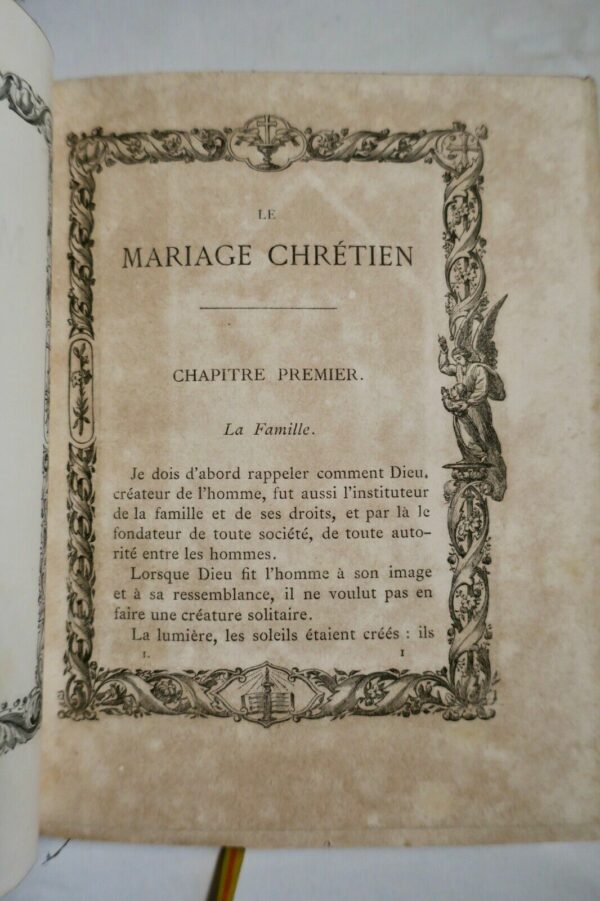 LE
MARIAGE CHRÉTIEN
CHAPITRE PREMIER.
La Famille.
Je dois d'abord rappeler comment Dieu,
créateur de l'homme, fut aussi l'instituteur
de la famille et de ses droits, et par là le
fondateur de toute société, de toute auto-
rité entre les hommes.
Lorsque Dieu fit l'homme à son image
et à sa ressemblance, il ne voulut pas en
faire une créature solitaire.
La lumière, les soleils étaient créés : ils
1. 1